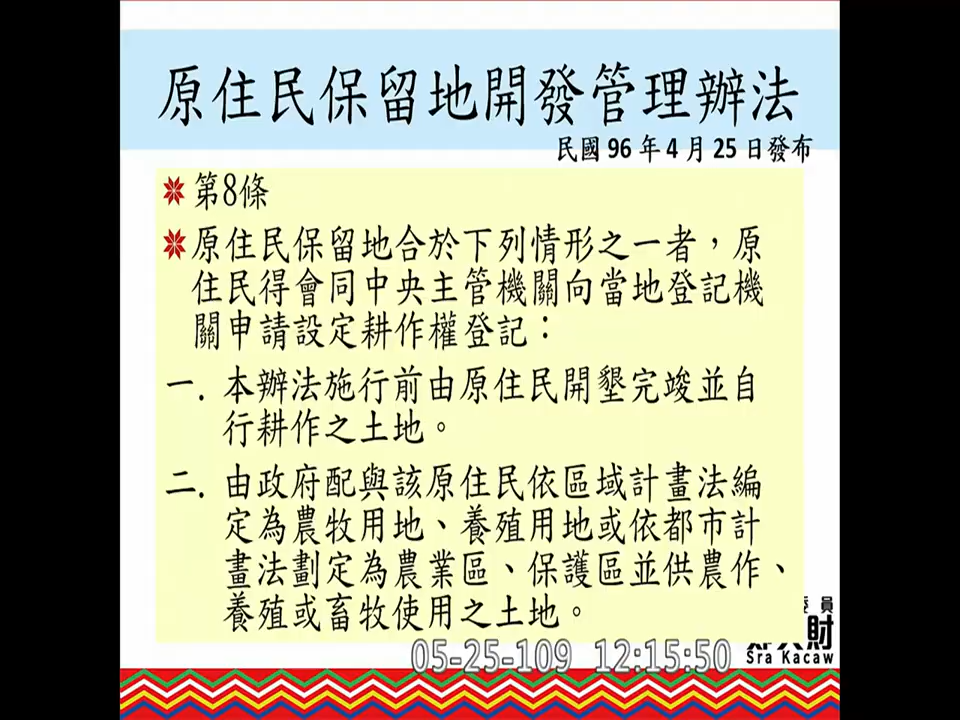 原住民保留地開發管理辦法
民國 96 年 4 月 25 日發布
第8條
原住民保留地合於下列情形之一者，原
住民得會同中央主管機關向當地登記機
關申請設定耕作權登記：
一. 本辦法施行前由原住民開墾完竣並自
行耕作之土地。
二. 由政府配與該原住民依區域計畫法編
定為農牧用地、養殖用地或依都市計
畫法劃定為農業區、保護區並供農作、
養殖或畜牧使用之土地。
員
財
Sra Kacaw
05-25-109 12:15:50